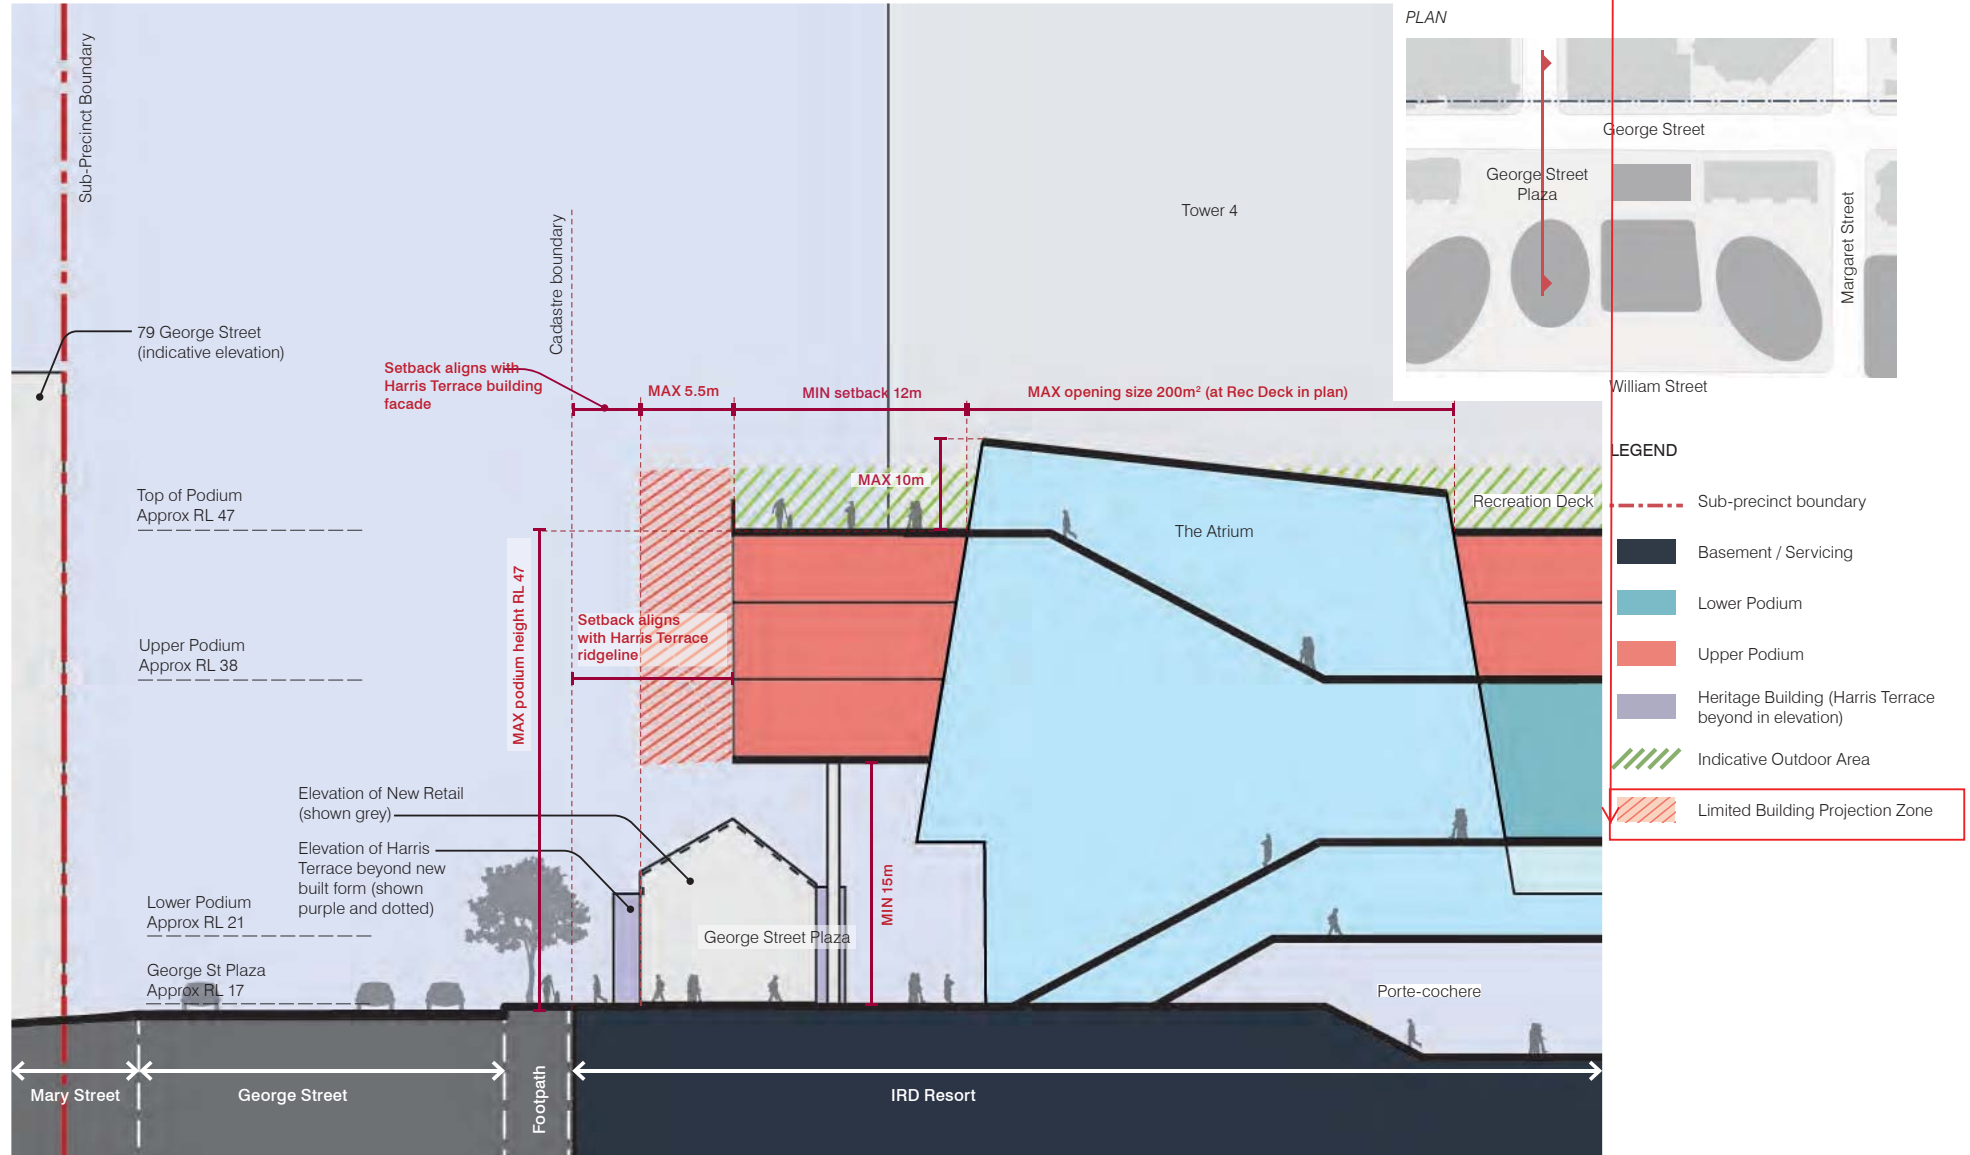 PLAN
George Street
George Street
Plaza
Margaret Street
William Street
Sub-Precinct Boundary
Cadastre boundary
Tower 4
79 George Street
(indicative elevation)
Setback aligns with
Harris Terrace building
facade
MAX 5.5m
MIN setback 12m
MAX opening size 200m² (at Rec Deck in plan)
MAX 10m
Recreation Deck
The Atrium
Top of Podium
Approx RL 47
MAX podium height RL 47
Setback aligns
with Harris Terrace
ridgeline
Upper Podium
Approx RL 38
Elevation of New Retail
(shown grey)
Elevation of Harris
Terrace beyond new
built form (shown
purple and dotted)
Lower Podium
Approx RL 21
George St Plaza
Approx RL 17
George Street Plaza
MIN 15m
Porte-cochere
Mary Street
George Street
Footpath
IRD Resort
LEGEND
Sub-precinct boundary
Basement / Servicing
Lower Podium
Upper Podium
Heritage Building (Harris Terrace
beyond in elevation)
Indicative Outdoor Area
Limited Building Projection Zone